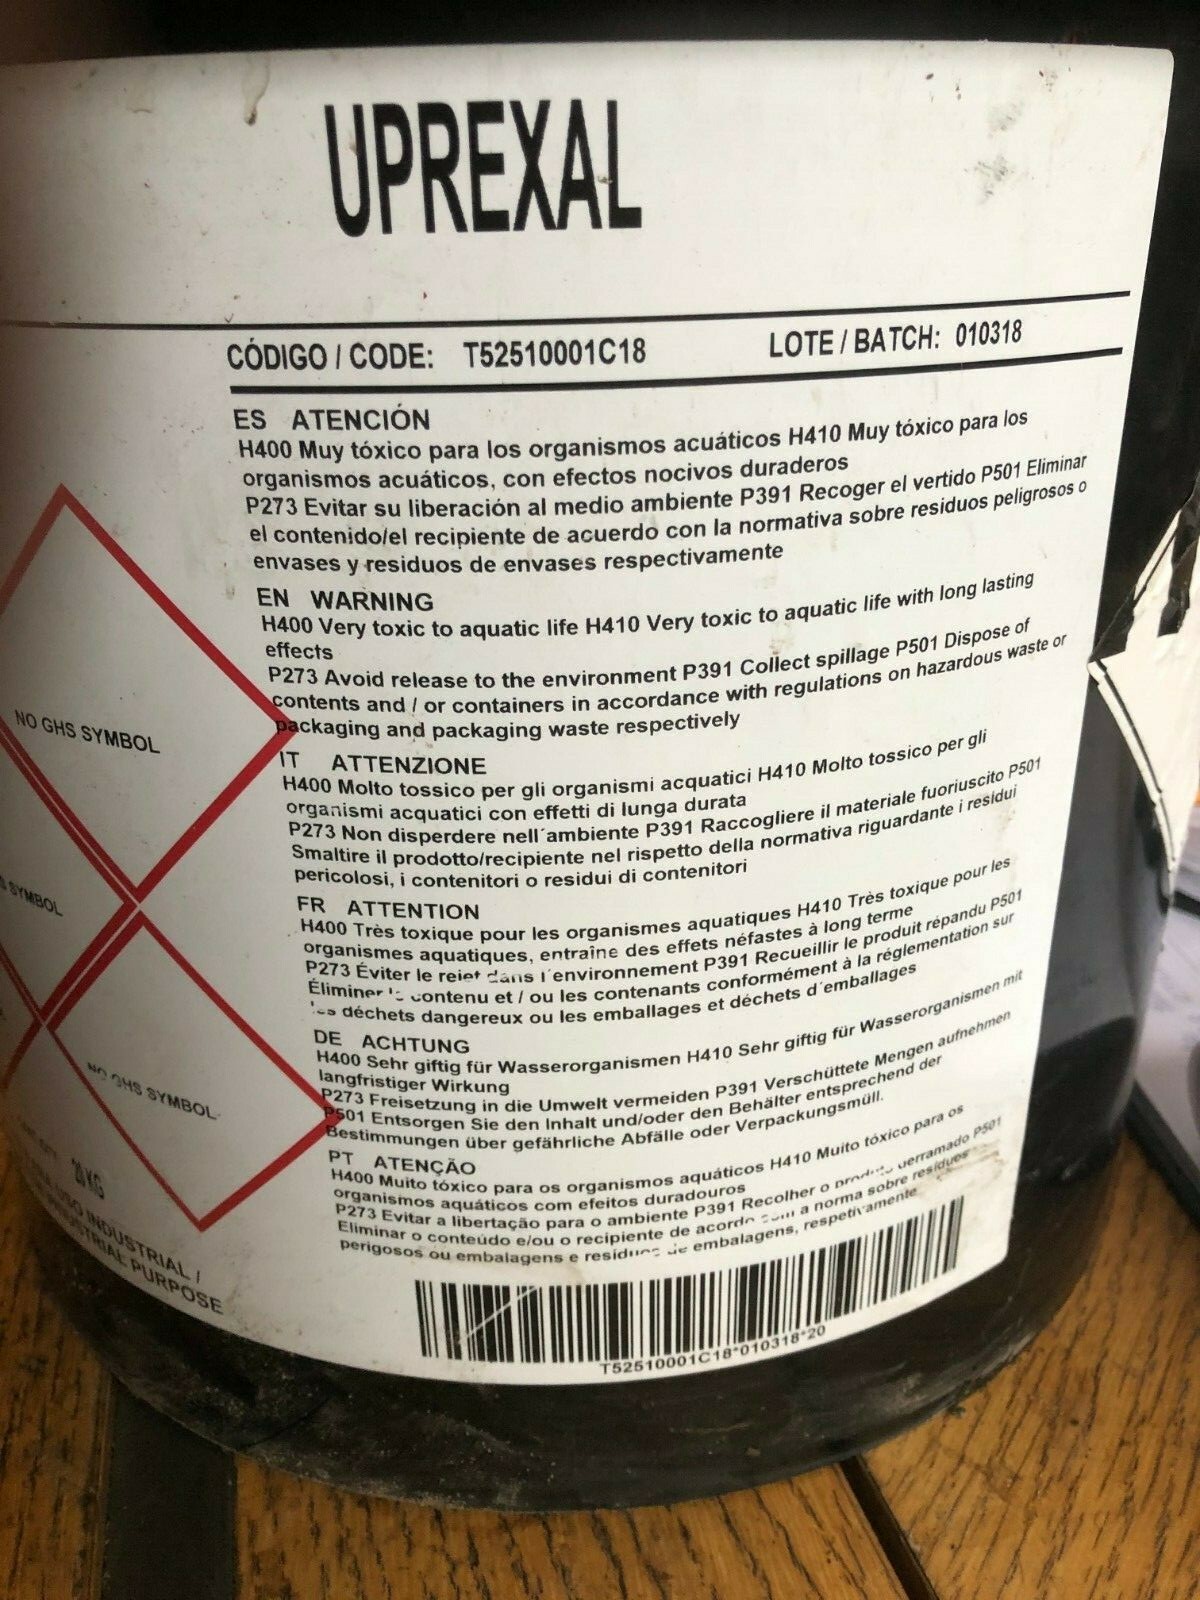 UPREXAL
CÓDIGO / CODE: T52510001C18 LOTE / BATCH: 010318
ES ATENCIÓN
H400 Muy tóxico para los organismos acuáticos H410 Muy tóxico para los
organismos acuáticos, con efectos nocivos duraderos
P273 Evitar su liberación al medio ambiente P391 Recoger el vertido P501 Eliminar
el contenido/el recipiente de acuerdo con la normativa sobre residuos peligrosos o
envases y residuos de envases respectivamente
EN WARNING
H400 Very toxic to aquatic life H410 Very toxic to aquatic life with long lasting
effects
P273 Avoid release to the environment P391 Collect spillage P501 Dispose of
contents and / or containers in accordance with regulations on hazardous waste or
packaging and packaging waste respectively
IT ATTENZIONE
H400 Molto tossico per gli organismi acquatici H410 Molto tossico per gli
organismi acquatici con effetti di lunga durata
P273 Non disperdere nell´ambiente P391 Raccogliere il materiale fuoriuscito P501
Smaltire il prodotto/recipiente nel rispetto della normativa riguardante i residui
pericolosi, i contenitori o residui di contenitori
FR ATTENTION
H400 Très toxique pour les organismes aquatiques H410 Très toxique pour les
organismes aquatiques, entraîne des effets néfastes à long terme
P273 Éviter le rejet dans l´environnement P391 Recueillir le produit répandu P501
Éliminer contenu et / ou les contenants conformément à la réglementation sur
déchets dangereux ou les emballages et déchets d´emballages
DE ACHTUNG
H400 Sehr giftig für Wasserorganismen H410 Sehr giftig für Wasserorganismen mit
langfristiger Wirkung
P273 Freisetzung in die Umwelt vermeiden P391 Verschüttete Mengen aufnehmen
P501 Entsorgen Sie den Inhalt und/oder den Behälter entsprechend der
Bestimmungen über gefährliche Abfälle oder Verpackungsmüll.
PT ATENÇÃO
H400 Muito tóxico para os organismos aquáticos H410 Muito tóxico para os
organismos aquáticos com efeitos duradouros
P273 Evitar a libertação para o ambiente P391 Recolher o P501
Eliminar o conteúdo e/ou o recipiente de acordo a norma sobre resíduos
perigosos ou embalagens e resíduos embalagens, respetivamente
T52510001C18*010318*20
NO GHS SYMBOL
SYMBOL
NO GHS SYMBOL
20 KG
USO INDUSTRIAL /
PURPOSE